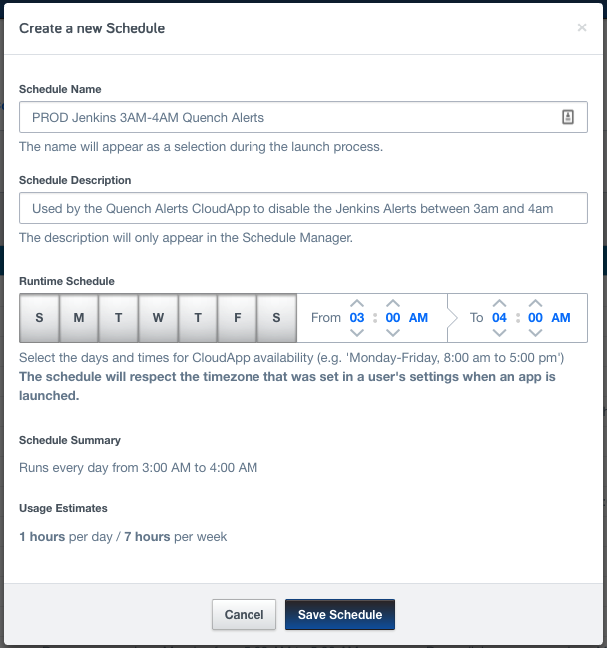 Create a new Schedule ×
Schedule Name
PROD Jenkins 3AM-4AM Quench Alerts
The name will appear as a selection during the launch process.
Schedule Description
Used by the Quench Alerts CloudApp to disable the Jenkins Alerts between 3am and 4am
The description will only appear in the Schedule Manager.
Runtime Schedule
S M T W T F S From 03 : 00 AM To 04 : 00 AM
Select the days and times for CloudApp availability (e.g. 'Monday-Friday, 8:00 am to 5:00 pm')
The schedule will respect the timezone that was set in a user's settings when an app is
launched.
Schedule Summary
Runs every day from 3:00 AM to 4:00 AM
Usage Estimates
1 hours per day / 7 hours per week
Cancel Save Schedule